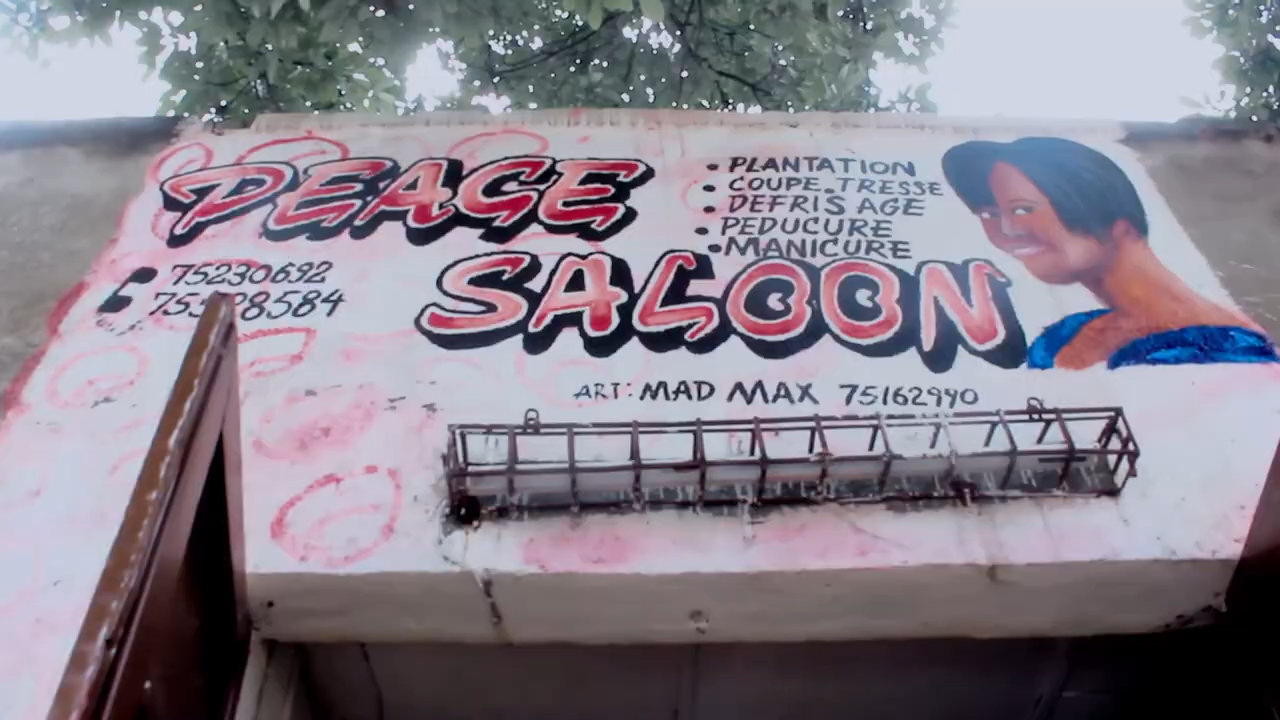 PEACE
SALOON
• PLANTATION
• COUPE.TRESSE
• DEFRIS AGE
• PEDUCURE
• MANICURE
75230692
ART: MAD MAX 75162990